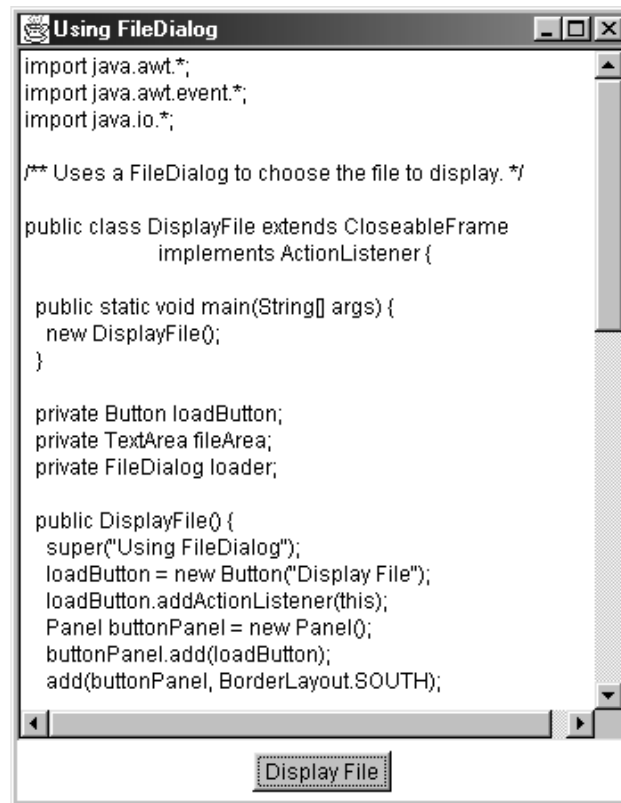 Using FileDialog
import java.awt.*;
import java.awt.event.*;
import java.io.*;
/** Uses a FileDialog to choose the file to display. */
public class DisplayFile extends CloseableFrame
implements ActionListener {
public static void main(String[] args) {
new DisplayFile();
}
private Button loadButton;
private TextArea fileArea;
private FileDialog loader;
public DisplayFile() {
super("Using FileDialog");
loadButton = new Button("Display File");
loadButton.addActionListener(this);
Panel buttonPanel = new Panel();
buttonPanel.add(loadButton);
add(buttonPanel, BorderLayout.SOUTH);
Display File